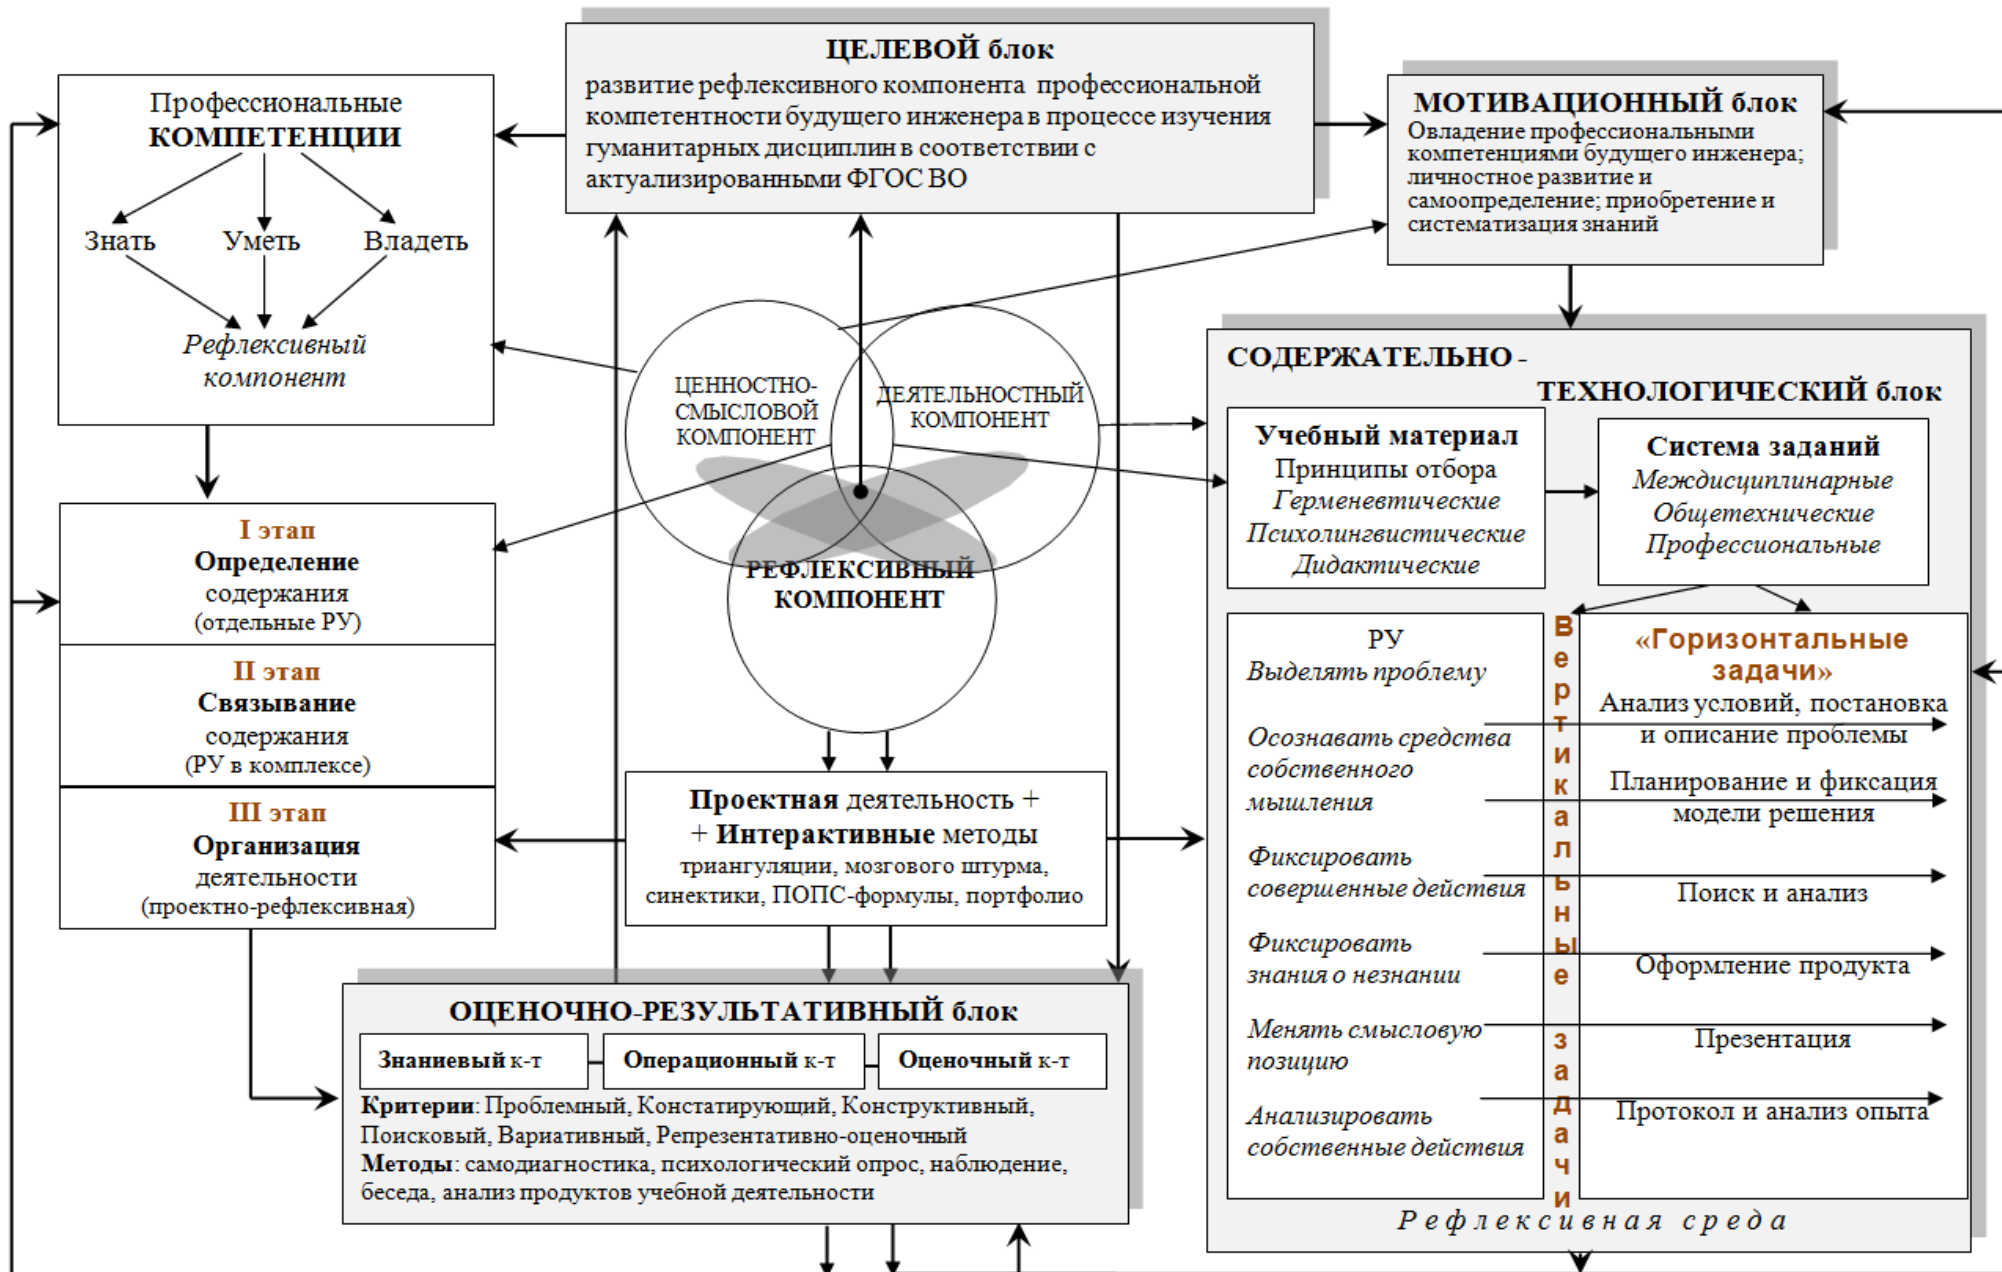 ЦЕЛЕВОЙ блок
развитие рефлексивного компонента профессиональной
компетентности будущего инженера в процессе изучения
гуманитарных дисциплин в соответствии с
актуализированными ФГОС ВО
Профессиональные
КОМПЕТЕНЦИИ
Знать
Уметь
Владеть
Рефлексивный
компонент
МОТИВАЦИОННЫЙ блок
Овладение профессиональными
компетенциями будущего инженера;
личностное развитие и
самоопределение; приобретение и
систематизация знаний
ЦЕННОСТНО-
СМЫСЛОВОЙ
КОМПОНЕНТ
ДЕЯТЕЛЬНОСТНЫЙ
КОМПОНЕНТ
РЕФЛЕКСИВНЫЙ
КОМПОНЕНТ
I этап
Определение
содержания
(отдельные РУ)
II этап
Связывание
содержания
(РУ в комплексе)
III этап
Организация
деятельности
(проектно-рефлексивная)
Проектная деятельность +
+ Интерактивные методы
триангуляции, мозгового штурма,
синектики, ПОПС-формулы, портфолио
СОДЕРЖАТЕЛЬНО -
ТЕХНОЛОГИЧЕСКИЙ блок
Учебный материал
Принципы отбора
Герменевтические
Психолингвистические
Дидактические
Система заданий
Междисциплинарные
Общетехнические
Профессиональные
РУ
Выделять проблему
Осознавать средства
собственного
мышления
Фиксировать
совершенные действия
Фиксировать
знания о незнании
Менять смысловую
позицию
Анализировать
собственные действия
Вертикальные задачи
«Горизонтальные
задачи»
Анализ условий, постановка
и описание проблемы
Планирование и фиксация
модели решения
Поиск и анализ
Оформление продукта
Презентация
Протокол и анализ опыта
Рефлексивная среда
ОЦЕНОЧНО-РЕЗУЛЬТАТИВНЫЙ блок
Знаниевый к-т
Операционный к-т
Оценочный к-т
Критерии: Проблемный, Констатирующий, Конструктивный,
Поисковый, Вариативный, Репрезентативно-оценочный
Методы: самодиагностика, психологический опрос, наблюдение,
беседа, анализ продуктов учебной деятельности